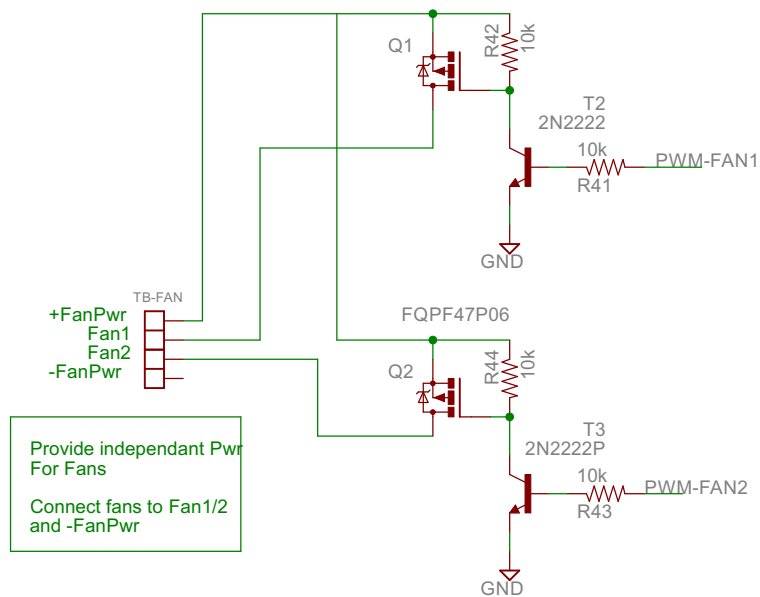 Q1
R42
10k
T2
2N2222
10k
PWM-FAN1
R41
GND
TB-FAN
+FanPwr
Fan1
Fan2
-FanPwr
FQPF47P06
Q2
R44
10k
T3
2N2222P
10k
PWM-FAN2
R43
GND
Provide independant Pwr
For Fans
Connect fans to Fan1/2
and -FanPwr